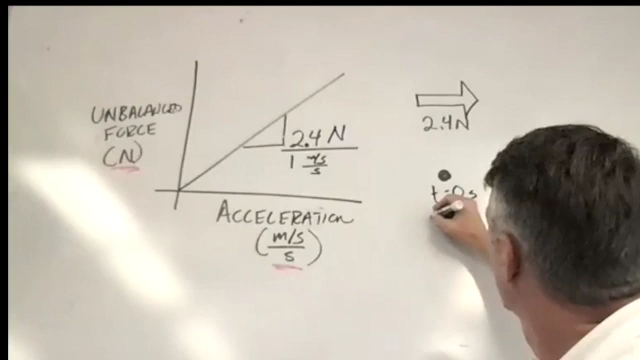 UNBALANCED
FORCE
(N)
2.4 N
1 m/s
s
ACCELERATION
(m/s
s)
2.4N
t=0s